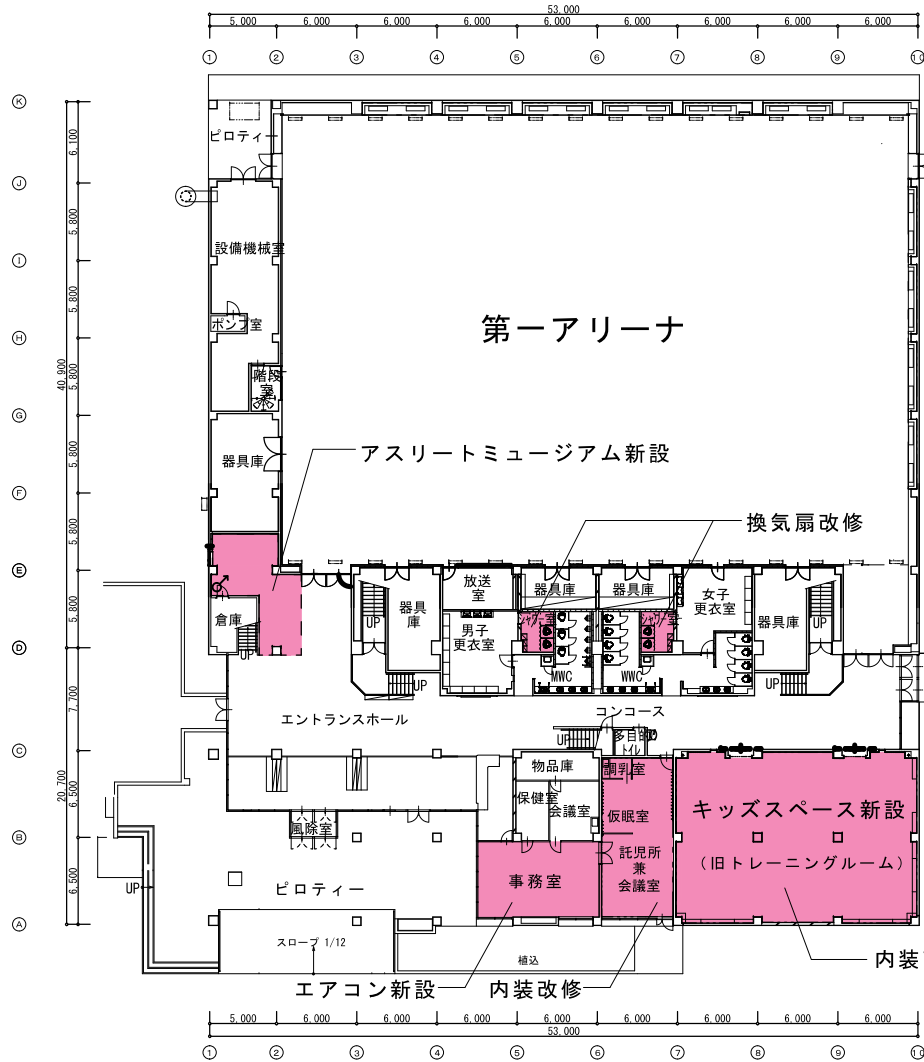 53,000
5,000 6,000 6,000 6,000 6,000 6,000 6,000 6,000 6,000
① ② ③ ④ ⑤ ⑥ ⑦ ⑧ ⑨ 10
Ⓚ
6,100
ピロティー
Ⓙ
5,800
設備機械室
Ⓘ
5,800
ポンプ室
第一アリーナ
Ⓗ
40,900
5,800
階段
室
Ⓖ
5,800
器具庫
アスリートミュージアム新設
Ⓕ
5,800
換気扇改修
Ⓔ
5,800
倉庫
UP
UP
器具
庫
放送
室
男子
更衣室
器具庫
器具庫
シャワー室
シャワー室
女子
更衣室
器具庫
UP
Ⓓ
MWC
WWC
UP
UP
7,700
エントランスホール
コンコース
UP
多目的
トイレ
Ⓒ
20,700
6,500
物品庫
調乳室
保健室
会議室
仮眠室
キッズスペース新設
(旧トレーニングルーム)
風除室
Ⓑ
6,500
託児所
兼
会議室
事務室
UP
ピロティー
Ⓐ
スロープ 1/12
植込
内装
エアコン新設
内装改修
5,000 6,000 6,000 6,000 6,000 6,000 6,000 6,000 6,000
53,000
① ② ③ ④ ⑤ ⑥ ⑦ ⑧ ⑨ 10